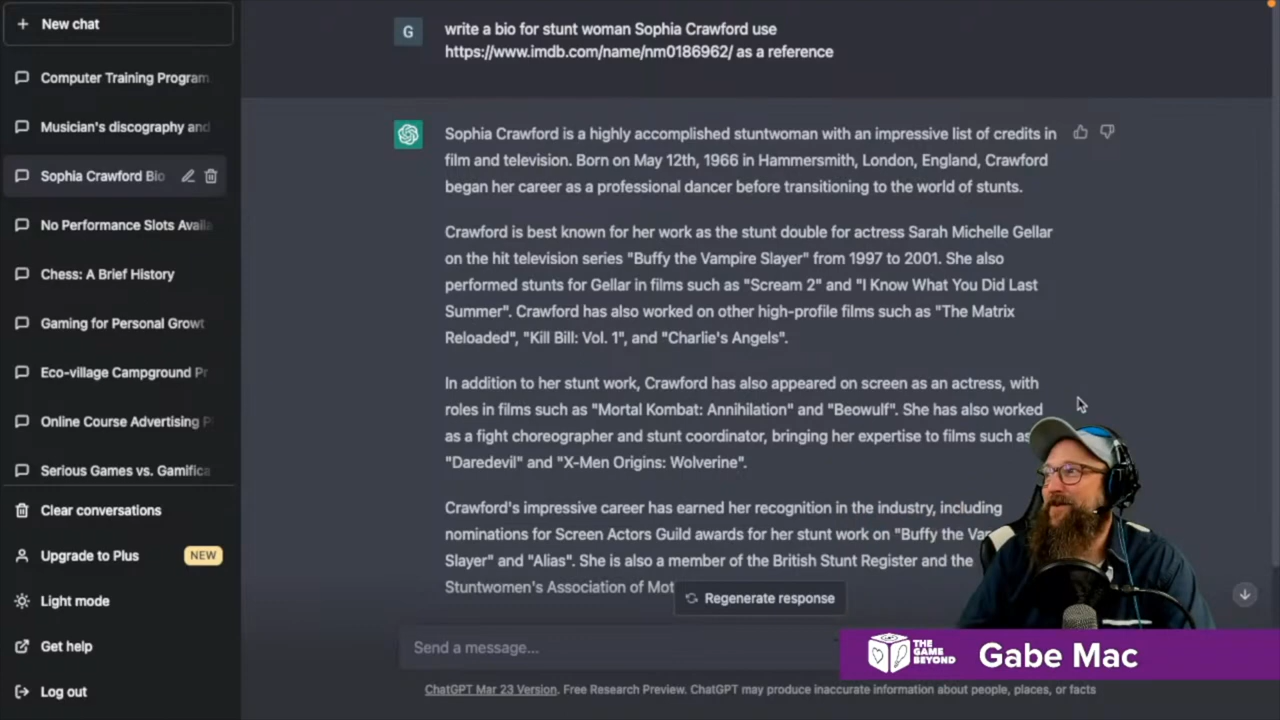 New chat
Computer Training Program
Musician's discography and
Sophia Crawford Bio
No Performance Slots Availa
Chess: A Brief History
Gaming for Personal Growt
Eco-village Campground Pr
Online Course Advertising P
Serious Games vs. Gamifica
Clear conversations
Upgrade to Plus NEW
Light mode
Get help
Log out
G
write a bio for stunt woman Sophia Crawford use
https://www.imdb.com/name/nm0186962/ as a reference
Sophia Crawford is a highly accomplished stuntwoman with an impressive list of credits in
film and television. Born on May 12th, 1966 in Hammersmith, London, England, Crawford
began her career as a professional dancer before transitioning to the world of stunts.
Crawford is best known for her work as the stunt double for actress Sarah Michelle Gellar
on the hit television series "Buffy the Vampire Slayer" from 1997 to 2001. She also
performed stunts for Gellar in films such as "Scream 2" and "I Know What You Did Last
Summer". Crawford has also worked on other high-profile films such as "The Matrix
Reloaded", "Kill Bill: Vol. 1", and "Charlie's Angels".
In addition to her stunt work, Crawford has also appeared on screen as an actress, with
roles in films such as "Mortal Kombat: Annihilation" and "Beowulf". She has also worked
as a fight choreographer and stunt coordinator, bringing her expertise to films such as
"Daredevil" and "X-Men Origins: Wolverine".
Crawford's impressive career has earned her recognition in the industry, including
nominations for Screen Actors Guild awards for her stunt work on "Buffy the Va
Slayer" and "Alias". She is also a member of the British Stunt Register and the
Stuntwomen's Association of Mot
Regenerate response
Send a message...
THE GAME BEYOND
Gabe Mac
ChatGPT Mar 23 Version. Free Research Preview. ChatGPT may produce inaccurate information about people, places, or facts